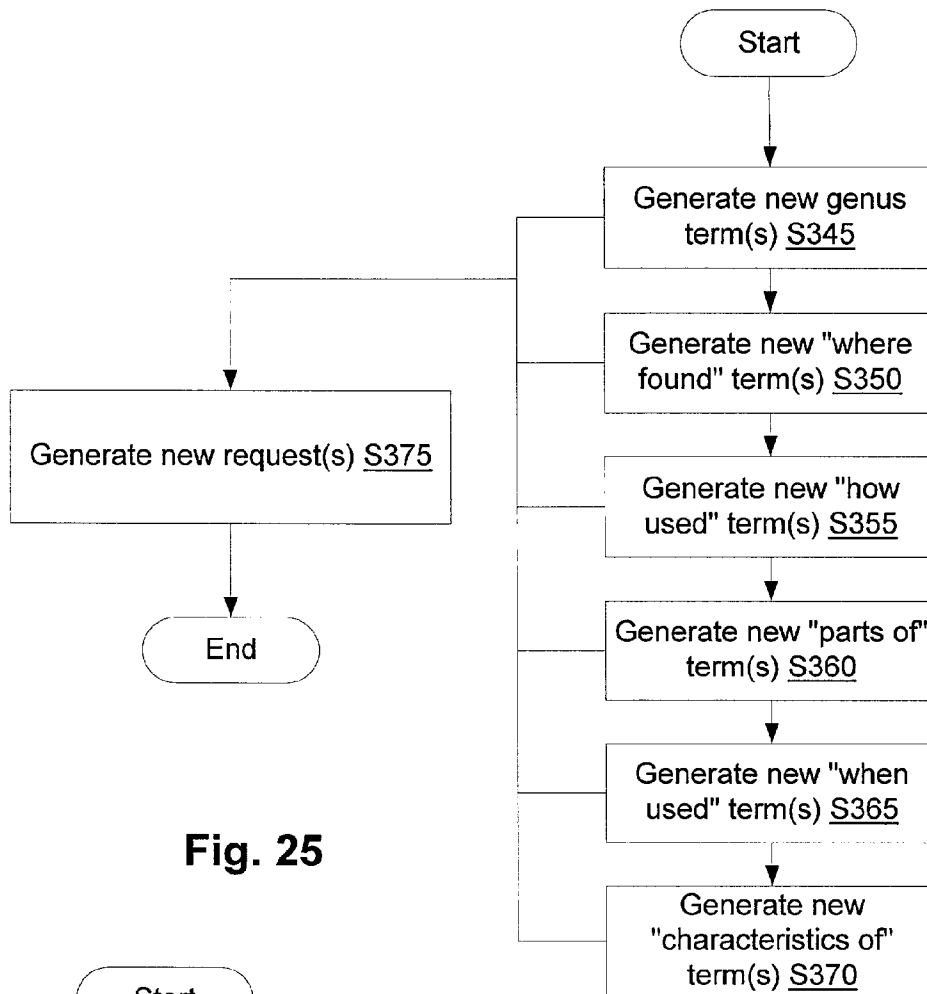 Start
Generate new genus
term(s) S345
Generate new "where
found" term(s) S350
Generate new "how
used" term(s) S355
Generate new "parts of"
term(s) S360
Generate new "when
used" term(s) S365
Generate new
"characteristics of"
term(s) S370
Generate new request(s) S375
End
Fig. 25
Start